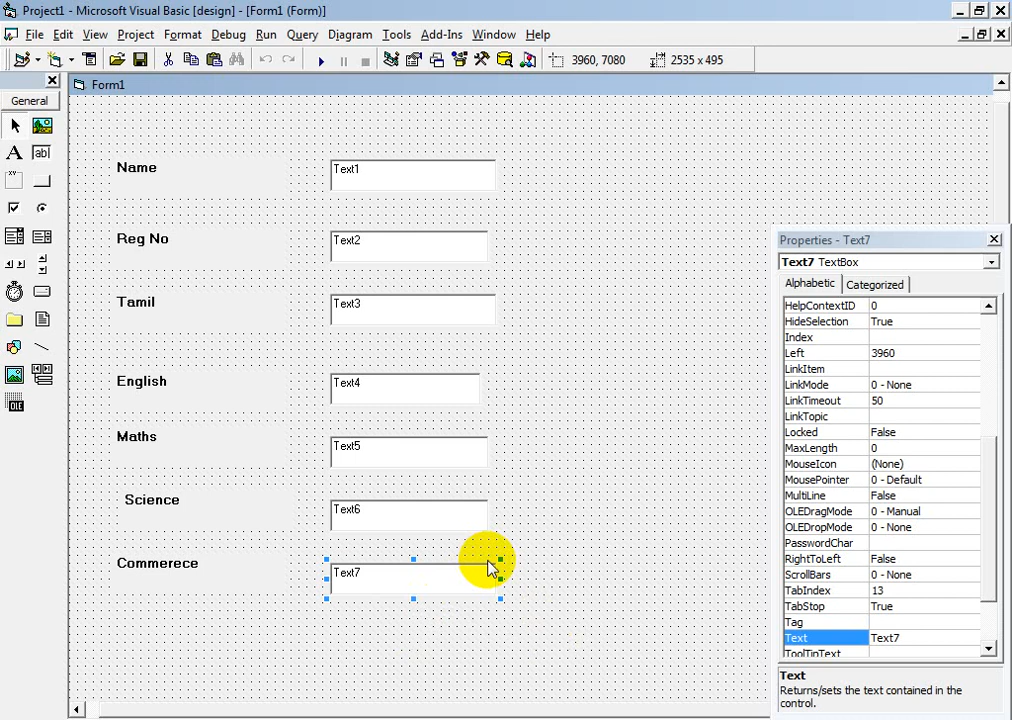 Project1 - Microsoft Visual Basic [design] - [Form1 (Form)]
File Edit View Project Format Debug Run Query Diagram Tools Add-Ins Window Help
3960, 7080 2535 x 495
Form1
General
A ab|
xv
OLE
Name Text1
Reg No Text2
Tamil Text3
English Text4
Maths Text5
Science Text6
Commerece Text7
Properties - Text7
Text7 TextBox
Alphabetic Categorized
HelpContextID 0
HideSelection True
Index
Left 3960
LinkItem
LinkMode 0 - None
LinkTimeout 50
LinkTopic
Locked False
MaxLength 0
MouseIcon (None)
MousePointer 0 - Default
MultiLine False
OLEDragMode 0 - Manual
OLEDropMode 0 - None
PasswordChar
RightToLeft False
ScrollBars 0 - None
TabIndex 13
TabStop True
Tag
Text Text7
ToolTipText
Text
Returns/sets the text contained in the
control.